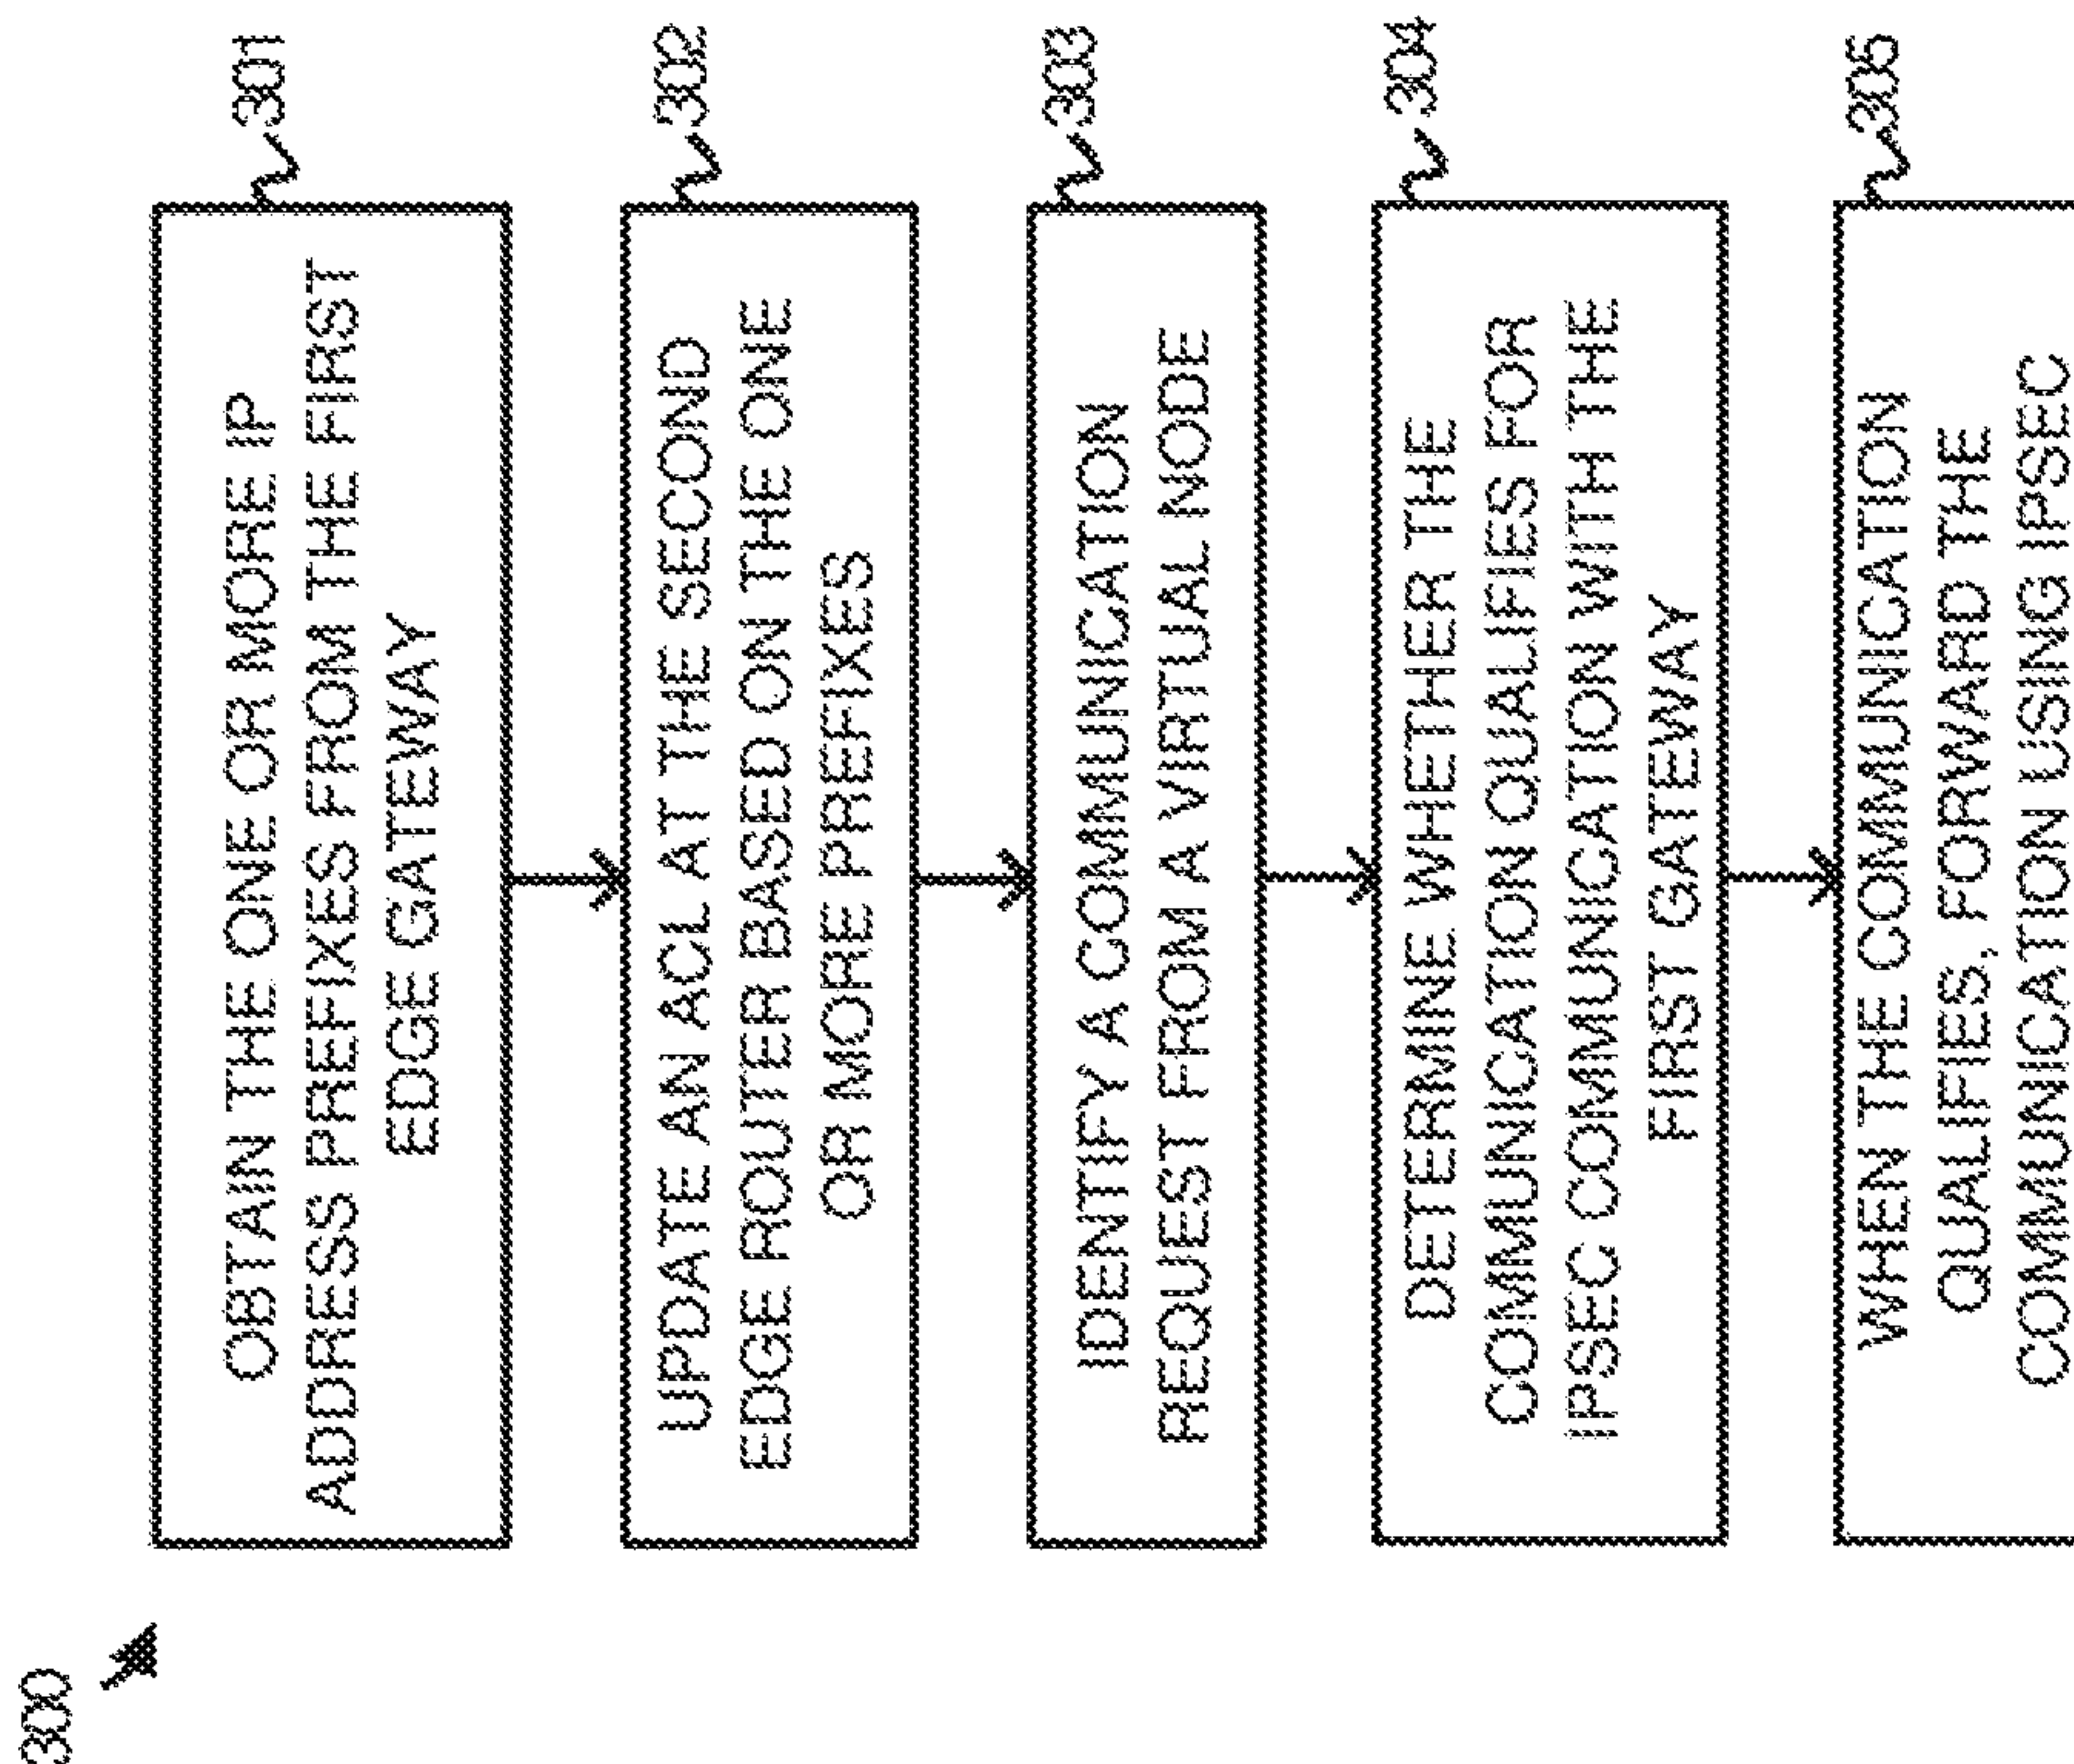 300
301
OBTAIN THE ONE OR MORE IP
ADDRESS PREFIXES FROM THE FIRST
EDGE GATEWAY
302
UPDATE AN ACL AT THE SECOND
EDGE ROUTER BASED ON THE ONE
OR MORE PREFIXES
303
IDENTIFY A COMMUNICATION
REQUEST FROM A VIRTUAL NODE
304
DETERMINE WHETHER THE
COMMUNICATION QUALIFIES FOR
IPSEC COMMUNICATION WITH THE
FIRST GATEWAY
305
WHEN THE COMMUNICATION
QUALIFIES, FORWARD THE
COMMUNICATION USING IPSEC